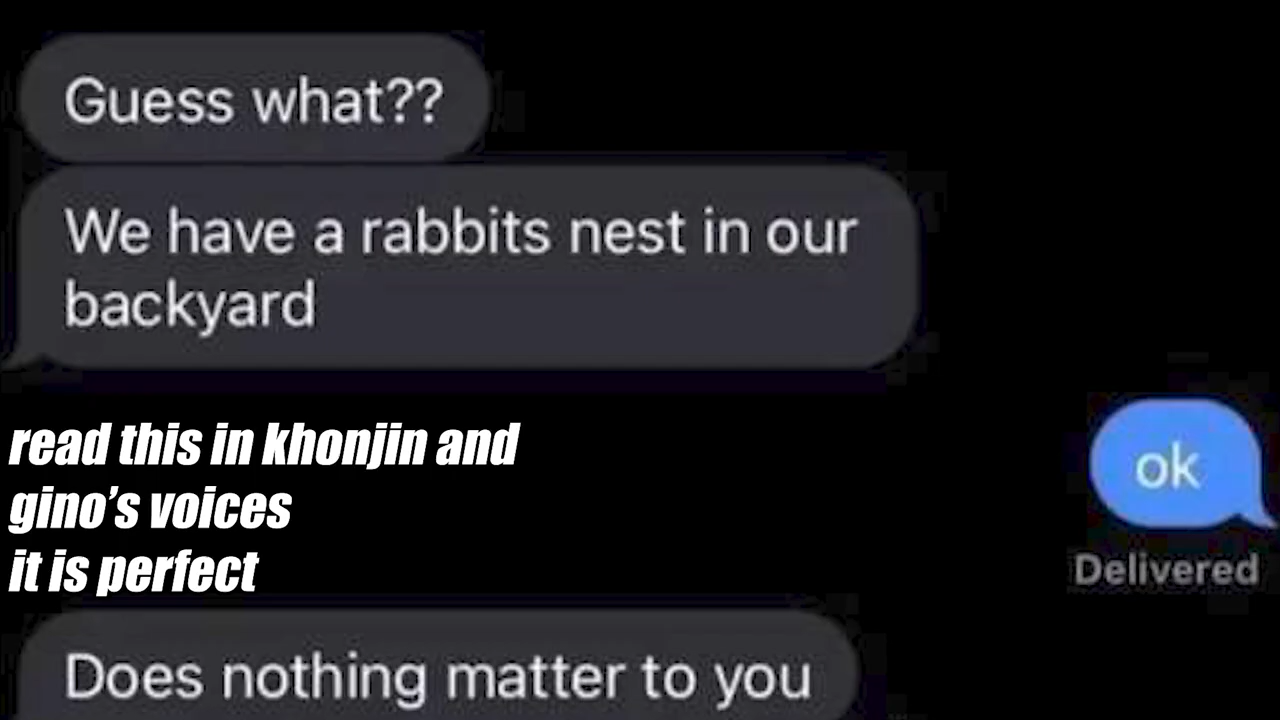 Guess what??
We have a rabbits nest in our
backyard
ok
Delivered
read this in khonjin and
gino's voices
it is perfect
Does nothing matter to you